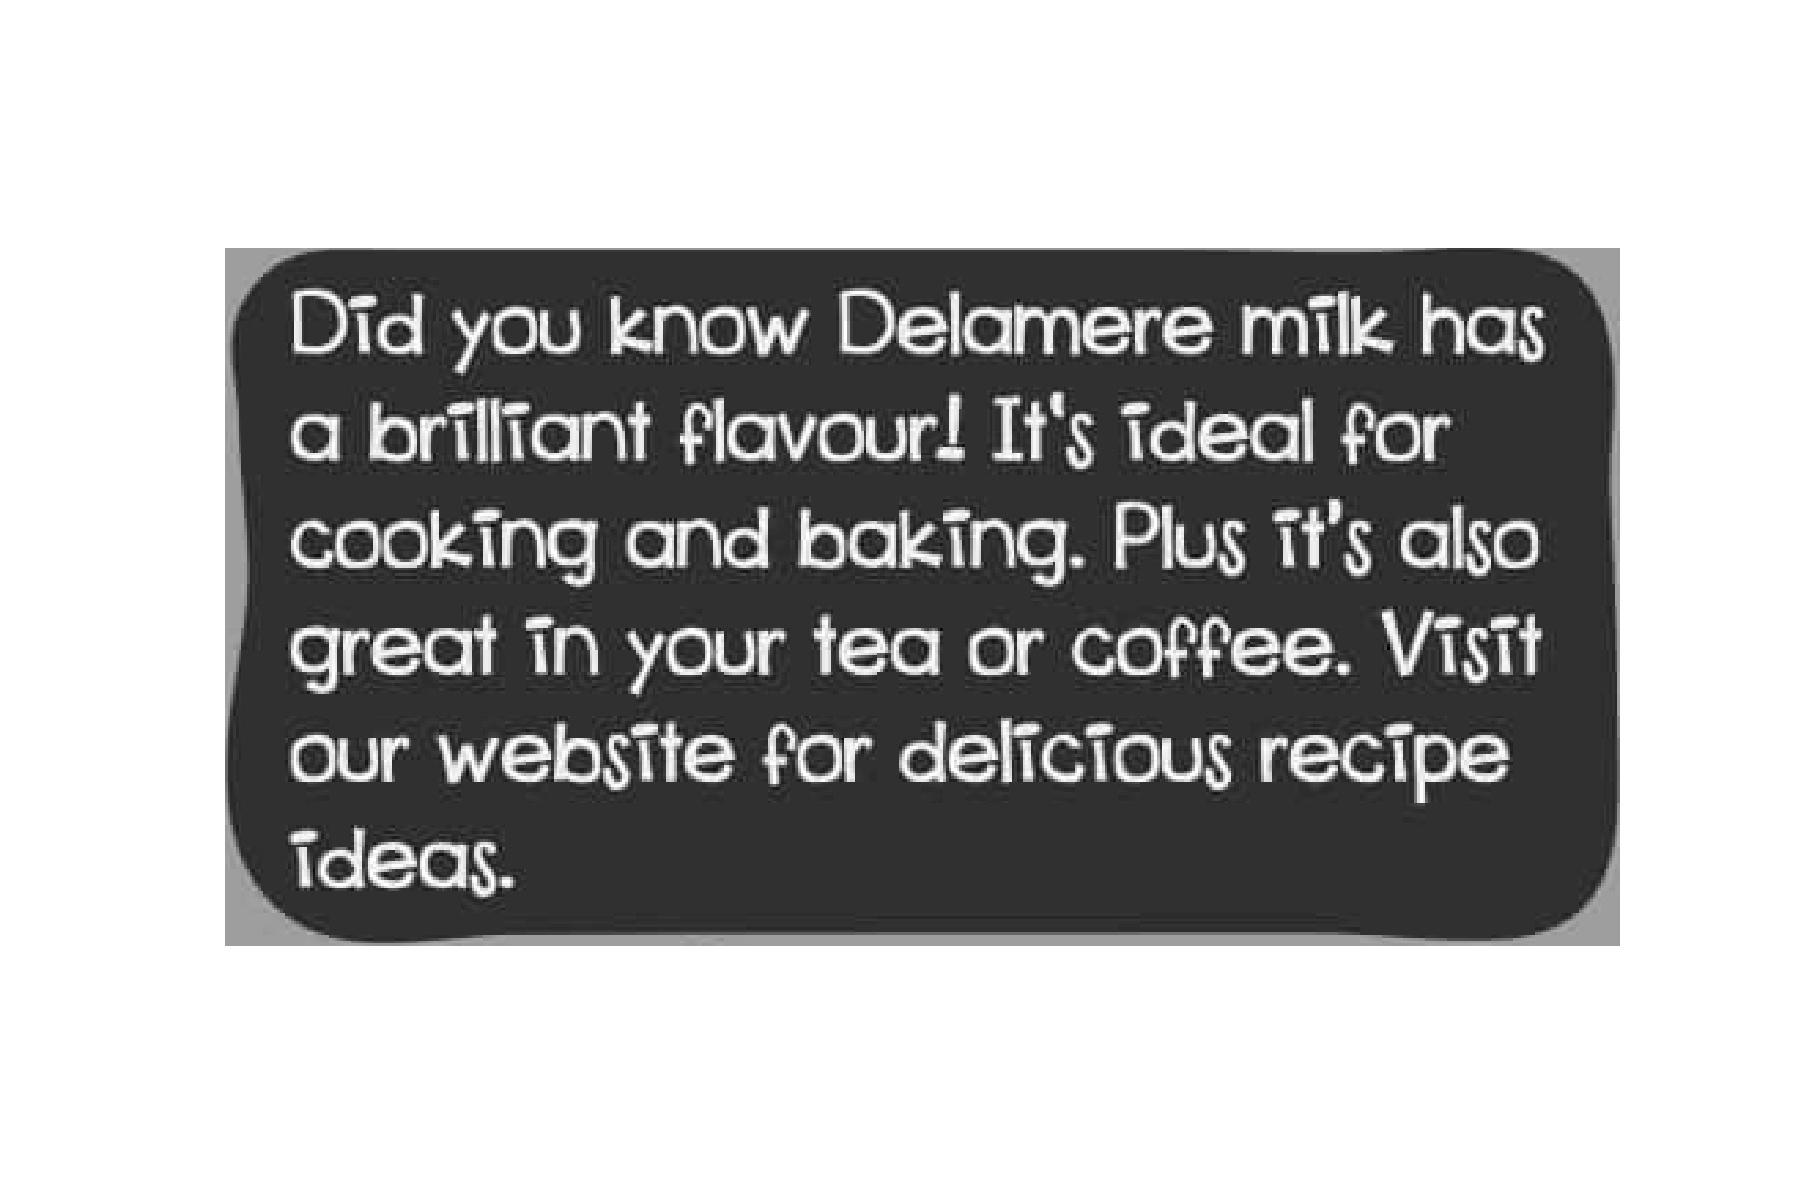 Did you know Delamere milk has
a brilliant flavour! It's ideal for
cooking and baking. Plus it's also
great in your tea or coffee. Visit
our website for delicious recipe
ideas.